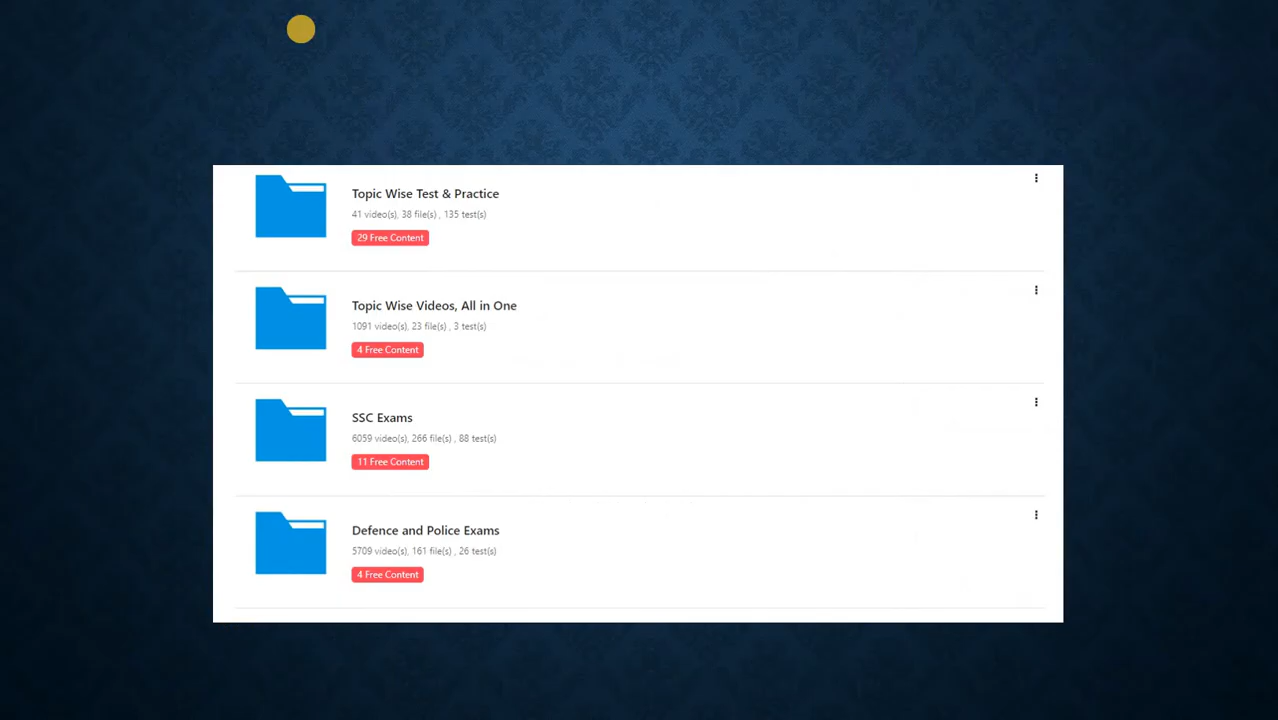 Topic Wise Test & Practice
41 video(s), 38 file(s) , 135 test(s)
29 Free Content
Topic Wise Videos, All in One
1091 video(s), 23 file(s) , 3 test(s)
4 Free Content
SSC Exams
6059 video(s), 266 file(s) , 88 test(s)
11 Free Content
Defence and Police Exams
5709 video(s), 161 file(s) , 26 test(s)
4 Free Content